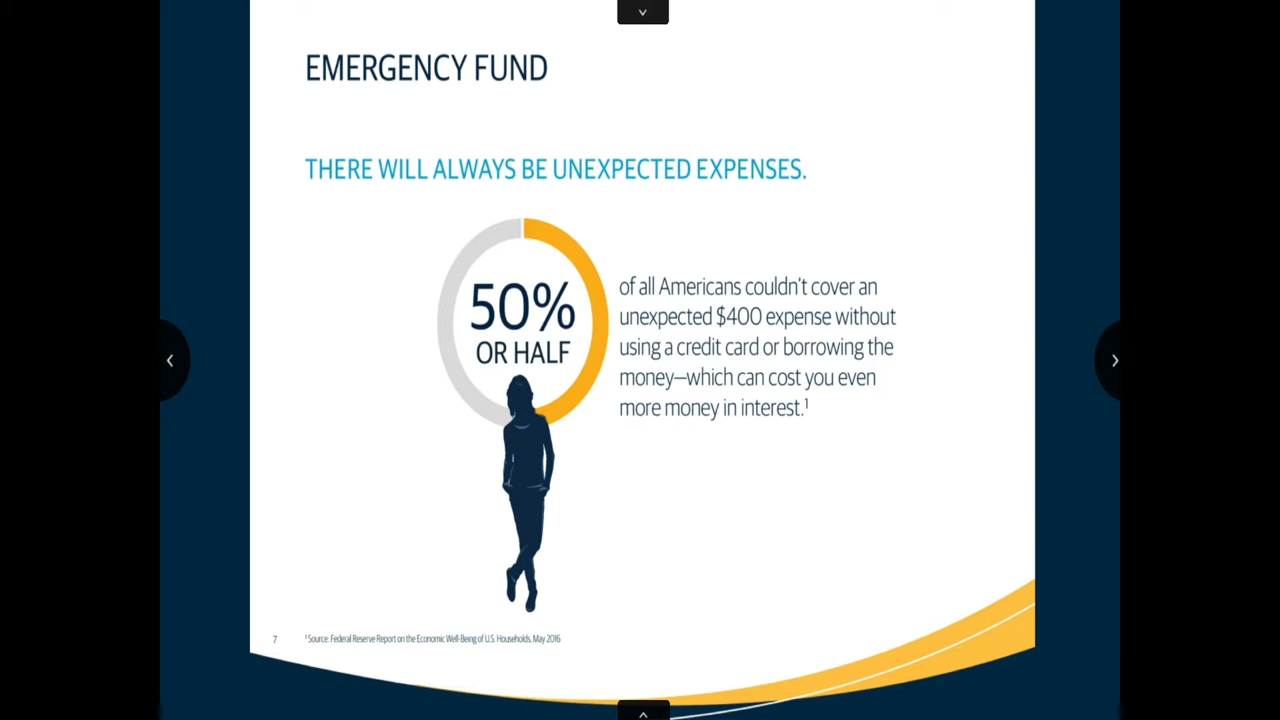 EMERGENCY FUND
THERE WILL ALWAYS BE UNEXPECTED EXPENSES.
50%
OR HALF
of all Americans couldn't cover an
unexpected $400 expense without
using a credit card or borrowing the
money—which can cost you even
more money in interest.¹
7
¹ Source: Federal Reserve Report on the Economic Well-Being of U.S. Households, May 2016